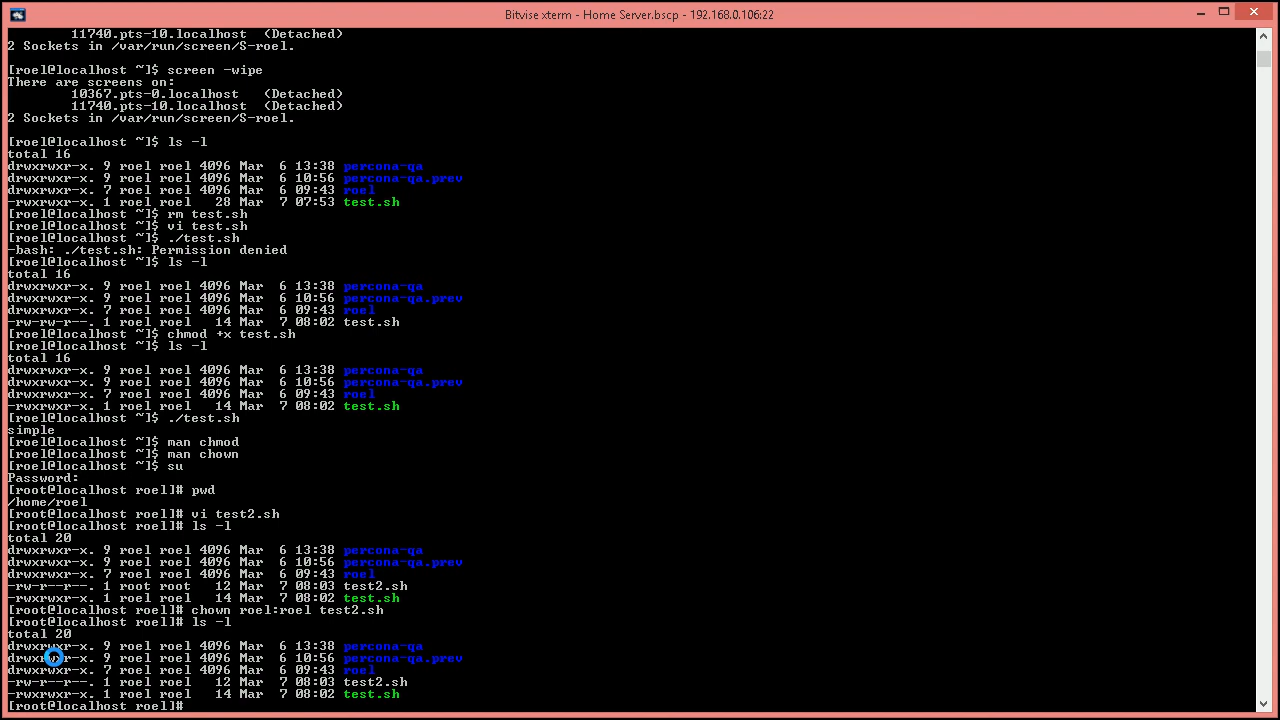 Bitvise xterm - Home Server.bscp - 192.168.0.106:22
11740.pts-10.localhost (Detached)
2 Sockets in /var/run/screen/S-roel.
[roel@localhost ~]$ screen -wipe
There are screens on:
10367.pts-0.localhost (Detached)
11740.pts-10.localhost (Detached)
2 Sockets in /var/run/screen/S-roel.
[roel@localhost ~]$ ls -l
total 16
drwxrwxr-x. 9 roel roel 4096 Mar 6 13:38 percona-qa
drwxrwxr-x. 9 roel roel 4096 Mar 6 10:56 percona-qa.prev
drwxrwxr-x. 7 roel roel 4096 Mar 6 09:43 roel
-rwxrwxr-x. 1 roel roel 28 Mar 7 07:53 test.sh
[roel@localhost ~]$ rm test.sh
[roel@localhost ~]$ vi test.sh
[roel@localhost ~]$ ./test.sh
-bash: ./test.sh: Permission denied
[roel@localhost ~]$ ls -l
total 16
drwxrwxr-x. 9 roel roel 4096 Mar 6 13:38 percona-qa
drwxrwxr-x. 9 roel roel 4096 Mar 6 10:56 percona-qa.prev
drwxrwxr-x. 7 roel roel 4096 Mar 6 09:43 roel
-rw-rw-r--. 1 roel roel 14 Mar 7 08:02 test.sh
[roel@localhost ~]$ chmod +x test.sh
[roel@localhost ~]$ ls -l
total 16
drwxrwxr-x. 9 roel roel 4096 Mar 6 13:38 percona-qa
drwxrwxr-x. 9 roel roel 4096 Mar 6 10:56 percona-qa.prev
drwxrwxr-x. 7 roel roel 4096 Mar 6 09:43 roel
-rwxrwxr-x. 1 roel roel 14 Mar 7 08:02 test.sh
[roel@localhost ~]$ ./test.sh
simple
[roel@localhost ~]$ man chmod
[roel@localhost ~]$ man chown
[roel@localhost ~]$ su
Password:
[root@localhost roel]# pwd
/home/roel
[root@localhost roel]# vi test2.sh
[root@localhost roel]# ls -l
total 20
drwxrwxr-x. 9 roel roel 4096 Mar 6 13:38 percona-qa
drwxrwxr-x. 9 roel roel 4096 Mar 6 10:56 percona-qa.prev
drwxrwxr-x. 7 roel roel 4096 Mar 6 09:43 roel
-rw-r--r--. 1 root root 12 Mar 7 08:03 test2.sh
-rwxrwxr-x. 1 roel roel 14 Mar 7 08:02 test.sh
[root@localhost roel]# chown roel:roel test2.sh
[root@localhost roel]# ls -l
total 20
drwxrwxr-x. 9 roel roel 4096 Mar 6 13:38 percona-qa
drwxrwxr-x. 9 roel roel 4096 Mar 6 10:56 percona-qa.prev
drwxrwxr-x. 7 roel roel 4096 Mar 6 09:43 roel
-rw-r--r--. 1 roel roel 12 Mar 7 08:03 test2.sh
-rwxrwxr-x. 1 roel roel 14 Mar 7 08:02 test.sh
[root@localhost roel]#